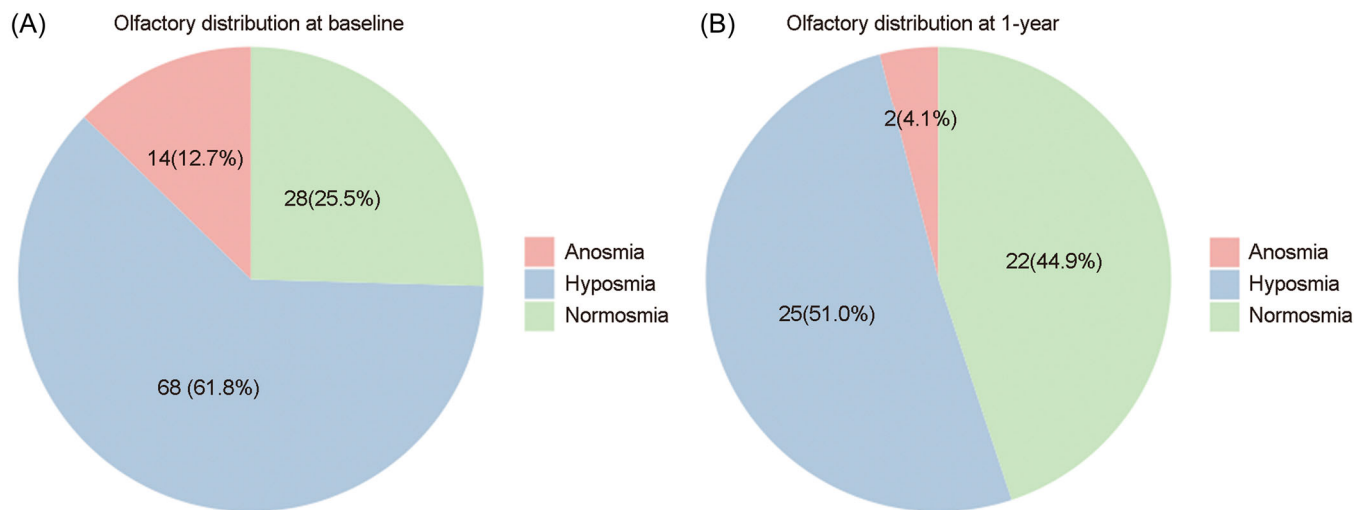 (A)
Olfactory distribution at baseline
14(12.7%)
28(25.5%)
68 (61.8%)
Anosmia
Hyposmia
Normosmia
(B)
Olfactory distribution at 1-year
2(4.1%)
22(44.9%)
25(51.0%)
Anosmia
Hyposmia
Normosmia